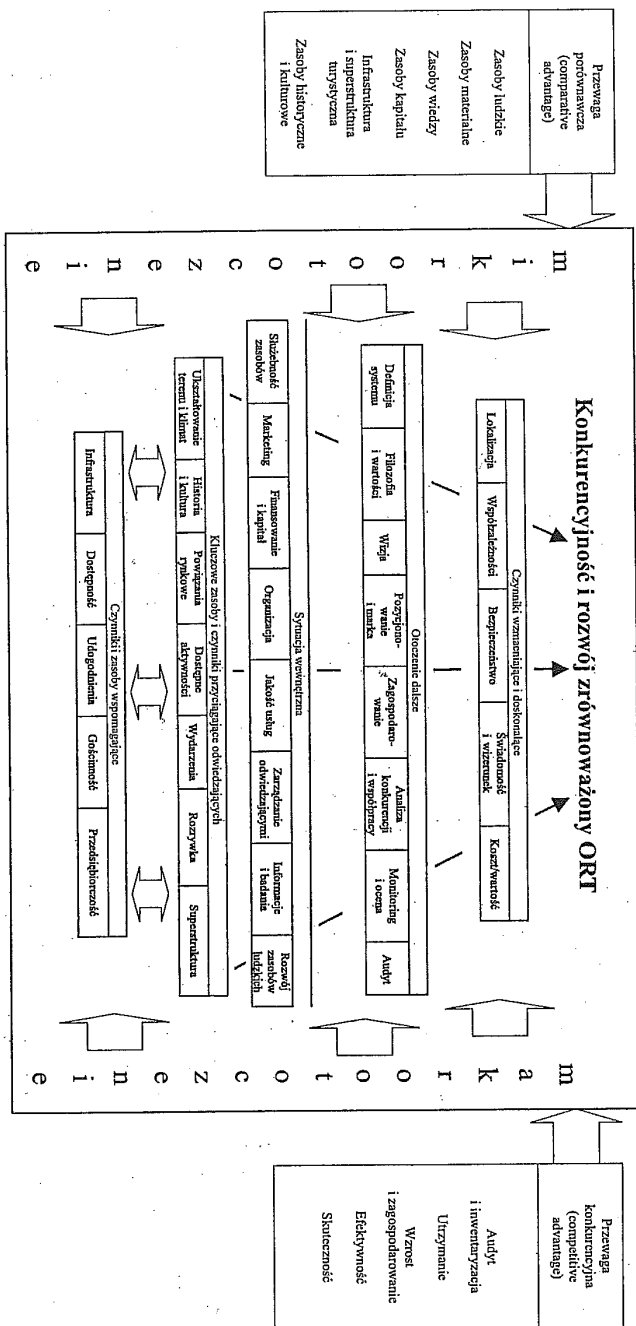 Przewaga
porównawcza
(comparative
advantage)
Zasoby ludzkie
Zasoby materialne
Zasoby wiedzy
Zasoby kapitału
Infrastruktura
i superstruktura
turystyczna
Zasoby historyczne
i kulturowe
m i k r o o t o c z e n i e
Konkurencyjność i rozwój zrównoważony ORT
Czynniki wzmacniające i doskonalące
Lokalizacja
Współzależności
Bezpieczeństwo
Świadomość
i wizerunek
Koszt/wartość
Otoczenie dalsze
Definicja
systemu
Filozofia
i wartości
Wizja
Pozycjono-
wanie
i marka
Zagospodaro-
wanie
Analiza
konkurencji
i współpracy
Monitoring
i ocena
Audyt
Sytuacja wewnętrzna
Służebność
zasobów
Marketing
Finansowanie
i kapitał
Organizacja
Jakość usług
Zarządzanie
odwiedzającymi
Informacje
i badania
Rozwój
zasobów
ludzkich
Kluczowe zasoby i czynniki przyciągające odwiedzających
Ukształtowanie
terenu i klimat
Historia
i kultura
Powiązania
rynkowe
Dostępne
aktywności
Wydarzenia
Rozrywka
Superstruktura
Czynniki i zasoby wspomagające
Infrastruktura
Dostępność
Udogodnienia
Gościnność
Przedsiębiorczość
m a k r o o t o c z e n i e
Przewaga
konkurencyjna
(competitive
advantage)
Audyt
i inwentaryzacja
Utrzymanie
Wzrost
i zagospodarowanie
Efektywność
Skuteczność